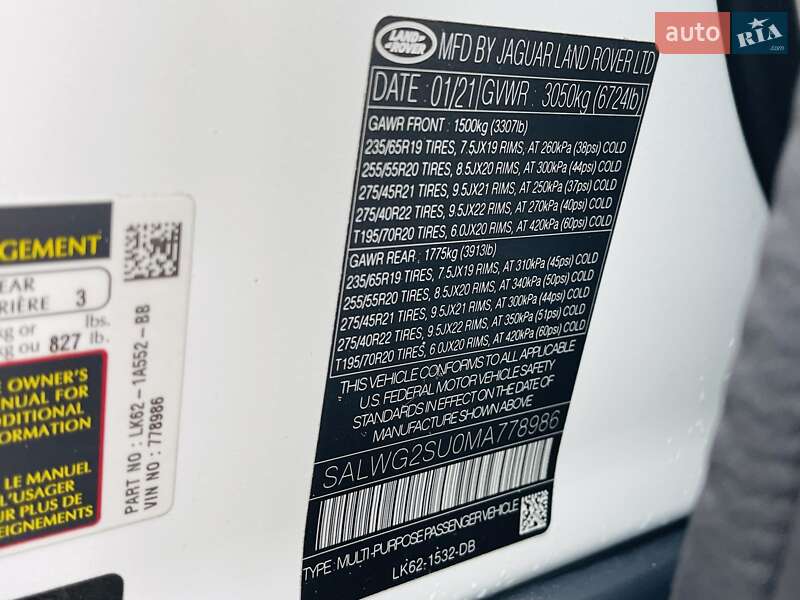 auto RIA
.com
LAND ROVER
MFD BY JAGUAR LAND ROVER LTD
DATE: 01/21 GVWR: 3050kg (6724lb)
GAWR FRONT: 1500kg (3307lb)
235/65R19 TIRES, 7.5JX19 RIMS, AT 260kPa (38psi) COLD
255/55R20 TIRES, 8.5JX20 RIMS, AT 300kPa (44psi) COLD
275/45R21 TIRES, 9.5JX21 RIMS, AT 250kPa (37psi) COLD
275/40R22 TIRES, 9.5JX22 RIMS, AT 270kPa (40psi) COLD
T195/70R20 TIRES, 6.0JX20 RIMS, AT 420kPa (60psi) COLD
GAWR REAR: 1775kg (3913lb)
235/65R19 TIRES, 7.5JX19 RIMS, AT 310kPa (45psi) COLD
255/55R20 TIRES, 8.5JX20 RIMS, AT 340kPa (50psi) COLD
275/45R21 TIRES, 9.5JX21 RIMS, AT 300kPa (44psi) COLD
275/40R22 TIRES, 9.5JX22 RIMS, AT 350kPa (51psi) COLD
T195/70R20 TIRES, 6.0JX20 RIMS, AT 420kPa (60psi) COLD
THIS VEHICLE CONFORMS TO ALL APPLICABLE
U.S. FEDERAL MOTOR VEHICLE SAFETY
STANDARDS IN EFFECT ON THE DATE OF
MANUFACTURE SHOWN ABOVE
SALWG2SU0MA778986
TYPE: MULTI-PURPOSE PASSENGER VEHICLE
LK62-1532-DB
GEMENT
EAR
RIÈRE 3
kg or lbs.
kg ou 827 lb.
E OWNER'S
NUAL FOR
DDITIONAL
ORMATION
LE MANUEL
L'USAGER
UR PLUS DE
EIGNEMENTS
PART NO: LK62-1A552-BB
VIN NO: 778986